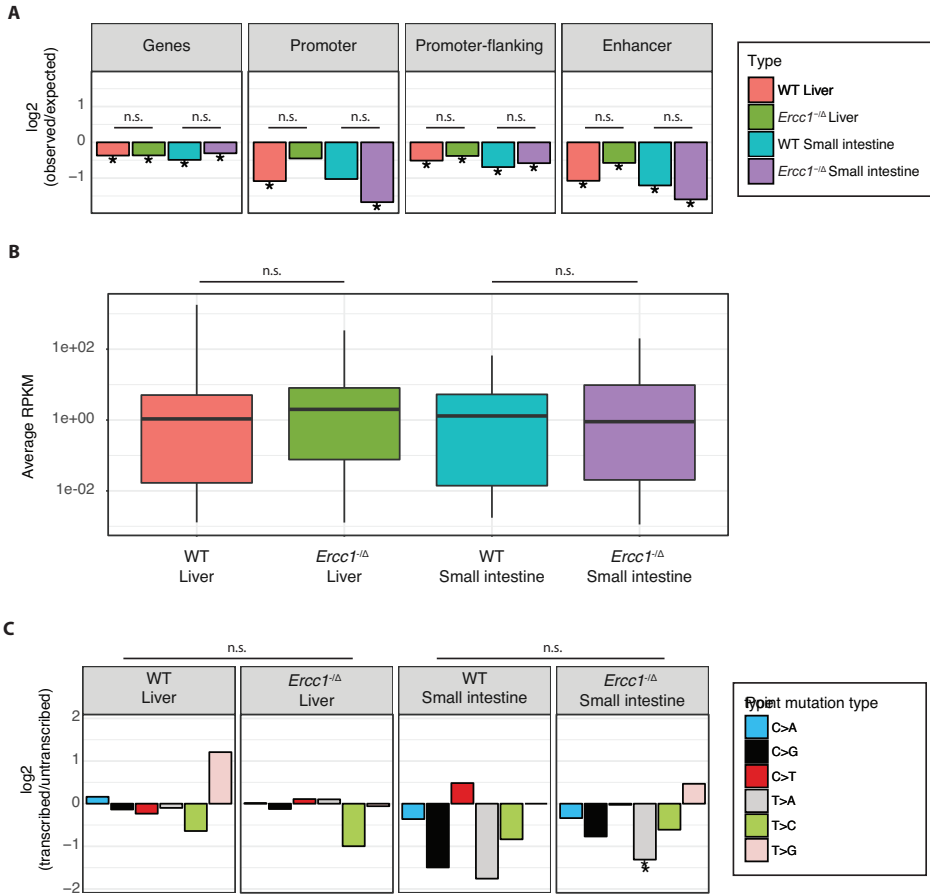 A
Genes
Promoter
Promoter-flanking
Enhancer
log2
(observed/expected)
1
0
−1
n.s.
n.s.
n.s.
n.s.
n.s.
n.s.
n.s.
n.s.
*
*
*
*
*
*
*
*
*
*
*
*
*
*
Type
WT Liver
Ercc1-/Δ Liver
WT Small intestine
Ercc1-/Δ Small intestine
B
n.s.
n.s.
Average RPKM
1e+02
1e+00
1e-02
WT
Liver
Ercc1-/Δ
Liver
WT
Small intestine
Ercc1-/Δ
Small intestine
C
n.s.
n.s.
WT
Liver
Ercc1-/Δ
Liver
WT
Small intestine
Ercc1-/Δ
Small intestine
log2
(transcribed/untranscribed)
2
1
0
−1
−2
*
*
Point mutation type
C>A
C>G
C>T
T>A
T>C
T>G